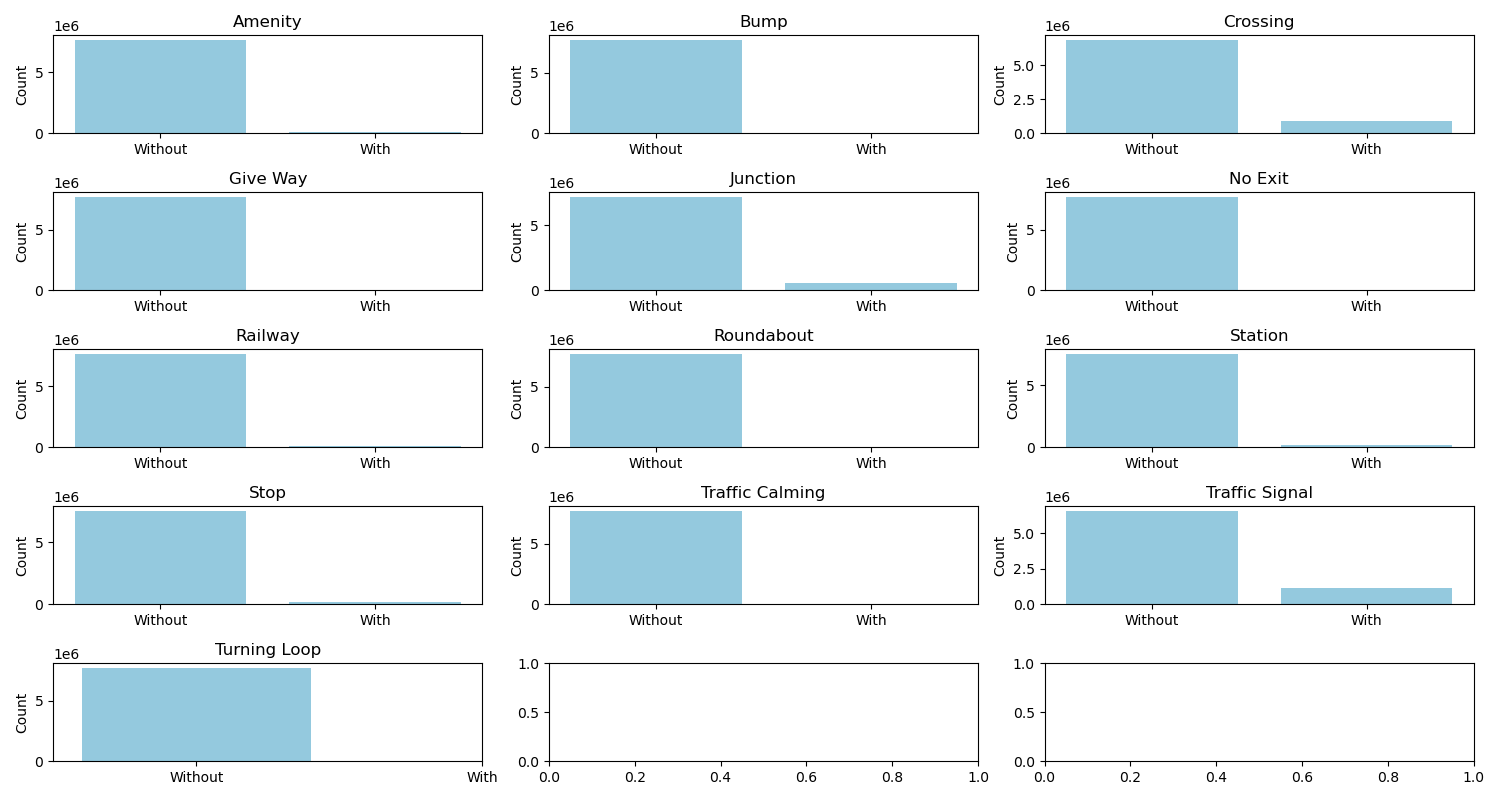 Amenity
1e6
Count
5
0
Without With
Bump
1e6
Count
5
0
Without With
Crossing
1e6
Count
5.0
2.5
0.0
Without With
Give Way
1e6
Count
5
0
Without With
Junction
1e6
Count
5
0
Without With
No Exit
1e6
Count
5
0
Without With
Railway
1e6
Count
5
0
Without With
Roundabout
1e6
Count
5
0
Without With
Station
1e6
Count
5
0
Without With
Stop
1e6
Count
5
0
Without With
Traffic Calming
1e6
Count
5
0
Without With
Traffic Signal
1e6
Count
5.0
2.5
0.0
Without With
Turning Loop
1e6
Count
5
0
Without With
1.0
0.5
0.0
0.0 0.2 0.4 0.6 0.8 1.0
1.0
0.5
0.0
0.0 0.2 0.4 0.6 0.8 1.0